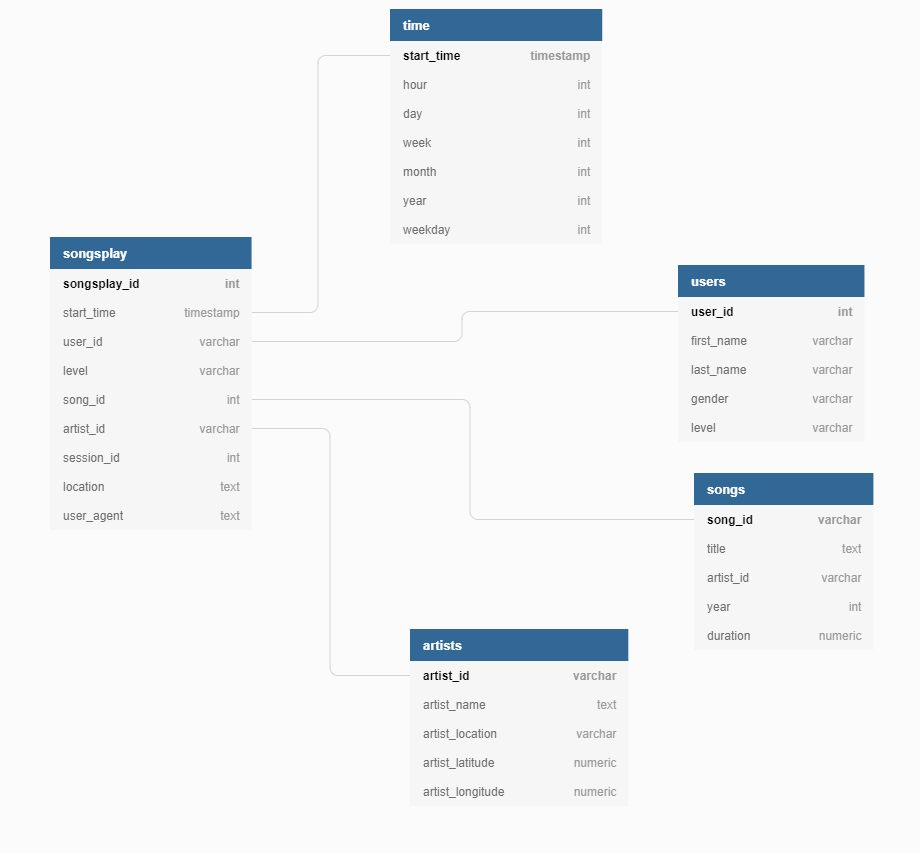 time
start_time timestamp
hour int
day int
week int
month int
year int
weekday int
songsplay
songsplay_id int
start_time timestamp
user_id varchar
level varchar
song_id int
artist_id varchar
session_id int
location text
user_agent text
users
user_id int
first_name varchar
last_name varchar
gender varchar
level varchar
songs
song_id varchar
title text
artist_id varchar
year int
duration numeric
artists
artist_id varchar
artist_name text
artist_location varchar
artist_latitude numeric
artist_longitude numeric